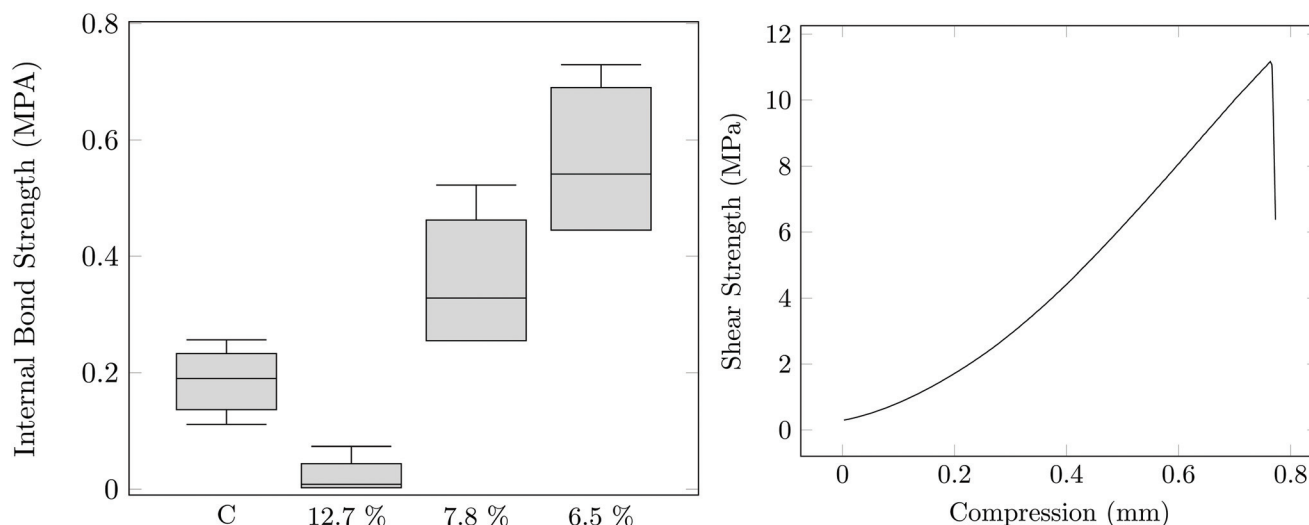 Internal Bond Strength (MPA)
0.8
0.6
0.4
0.2
0
C 12.7 % 7.8 % 6.5 %
Shear Strength (MPa)
12
10
8
6
4
2
0
0 0.2 0.4 0.6 0.8
Compression (mm)